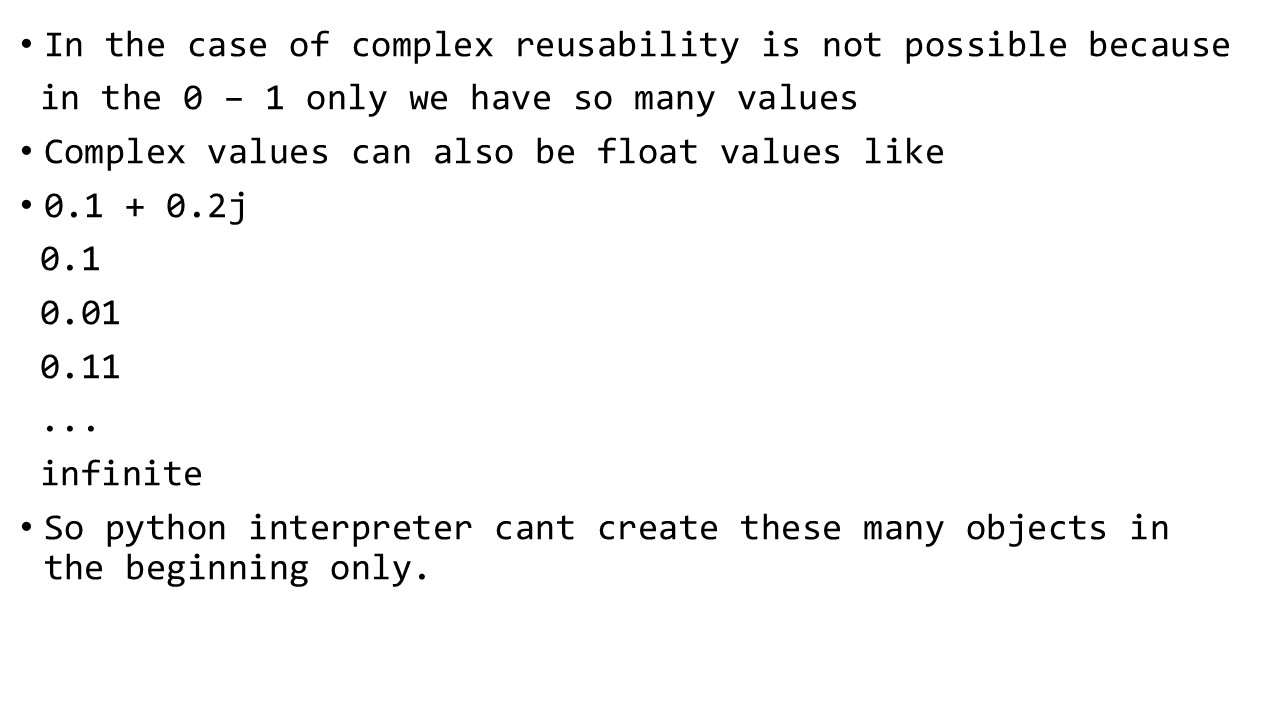 • In the case of complex reusability is not possible because
in the 0 – 1 only we have so many values
• Complex values can also be float values like
• 0.1 + 0.2j
0.1
0.01
0.11
...
infinite
• So python interpreter cant create these many objects in
the beginning only.